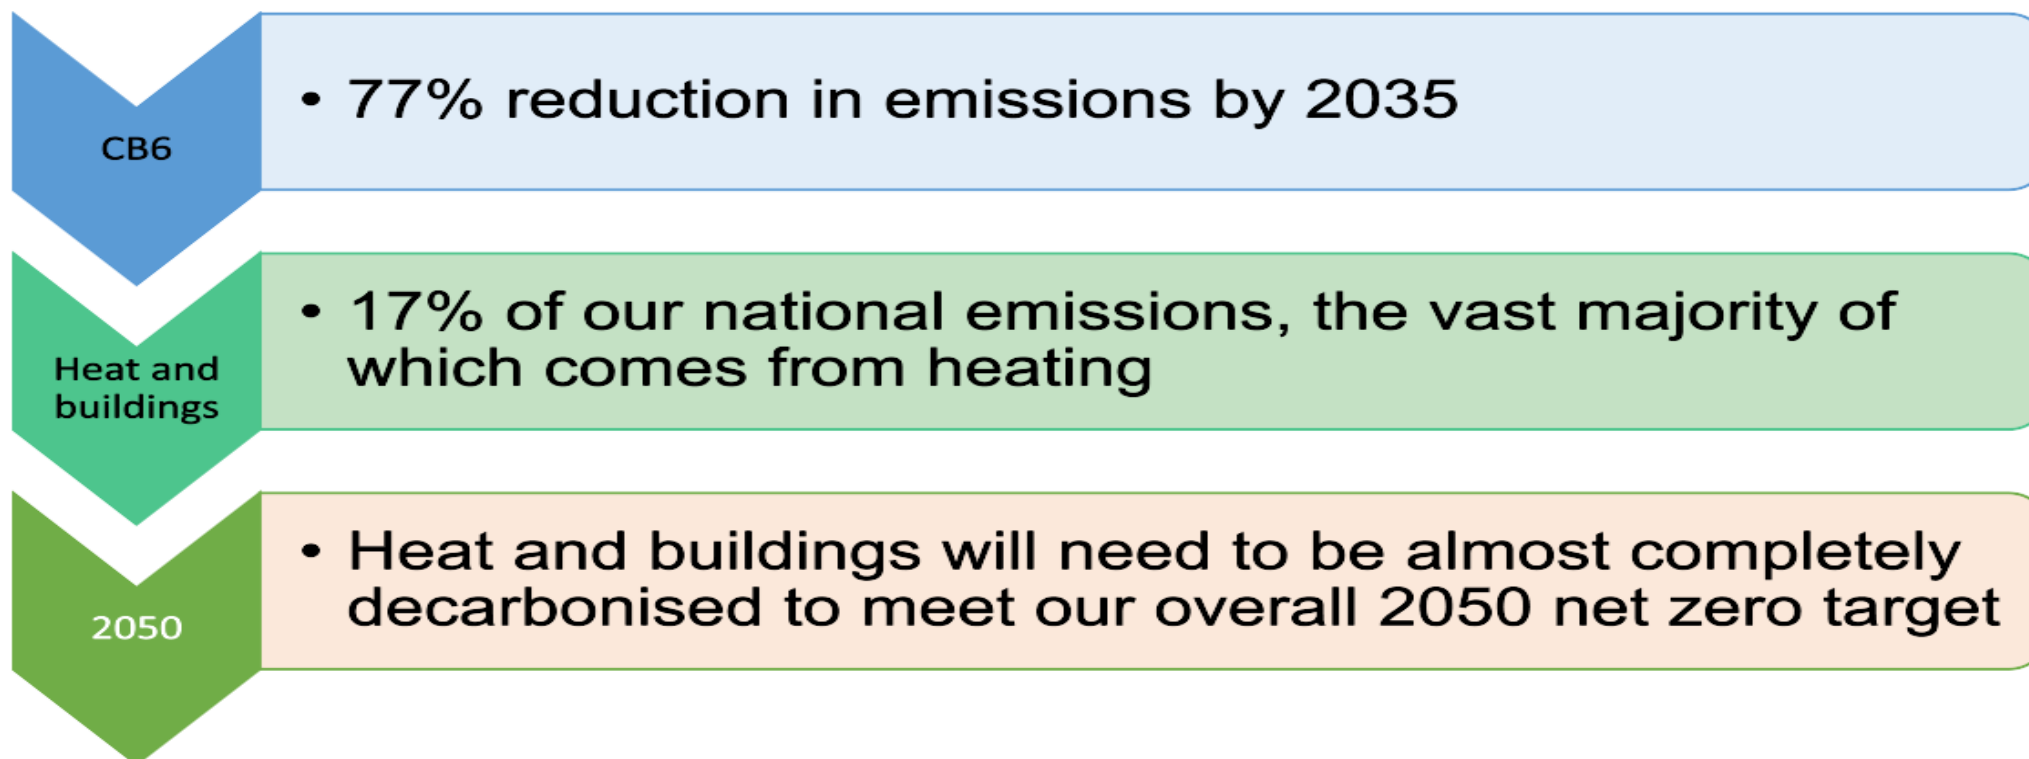 CB6
• 77% reduction in emissions by 2035
Heat and
buildings
• 17% of our national emissions, the vast majority of
which comes from heating
2050
• Heat and buildings will need to be almost completely
decarbonised to meet our overall 2050 net zero target